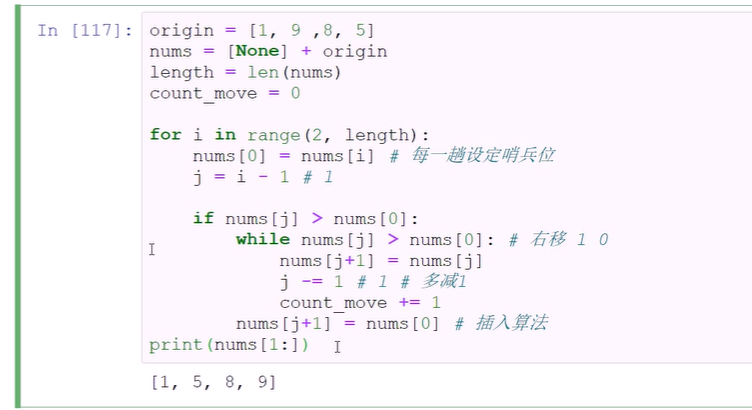 In [117]: origin = [1, 9 ,8, 5]
nums = [None] + origin
length = len(nums)
count_move = 0
for i in range(2, length):
nums[0] = nums[i] # 每一趟设定哨兵位
j = i - 1 # 1
if nums[j] > nums[0]:
while nums[j] > nums[0]: # 右移 1 0
nums[j+1] = nums[j]
j -= 1 # 1 # 多减1
count_move += 1
nums[j+1] = nums[0] # 插入算法
print(nums[1:])
[1, 5, 8, 9]